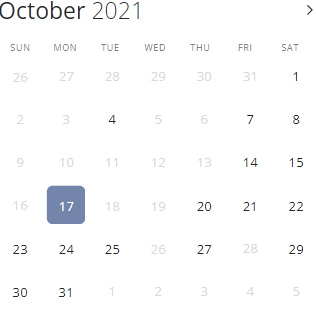 October 2021
SUN MON TUE WED THU FRI SAT
26 27 28 29 30 31 1
2 3 4 5 6 7 8
9 10 11 12 13 14 15
16 17 18 19 20 21 22
23 24 25 26 27 28 29
30 31 1 2 3 4 5